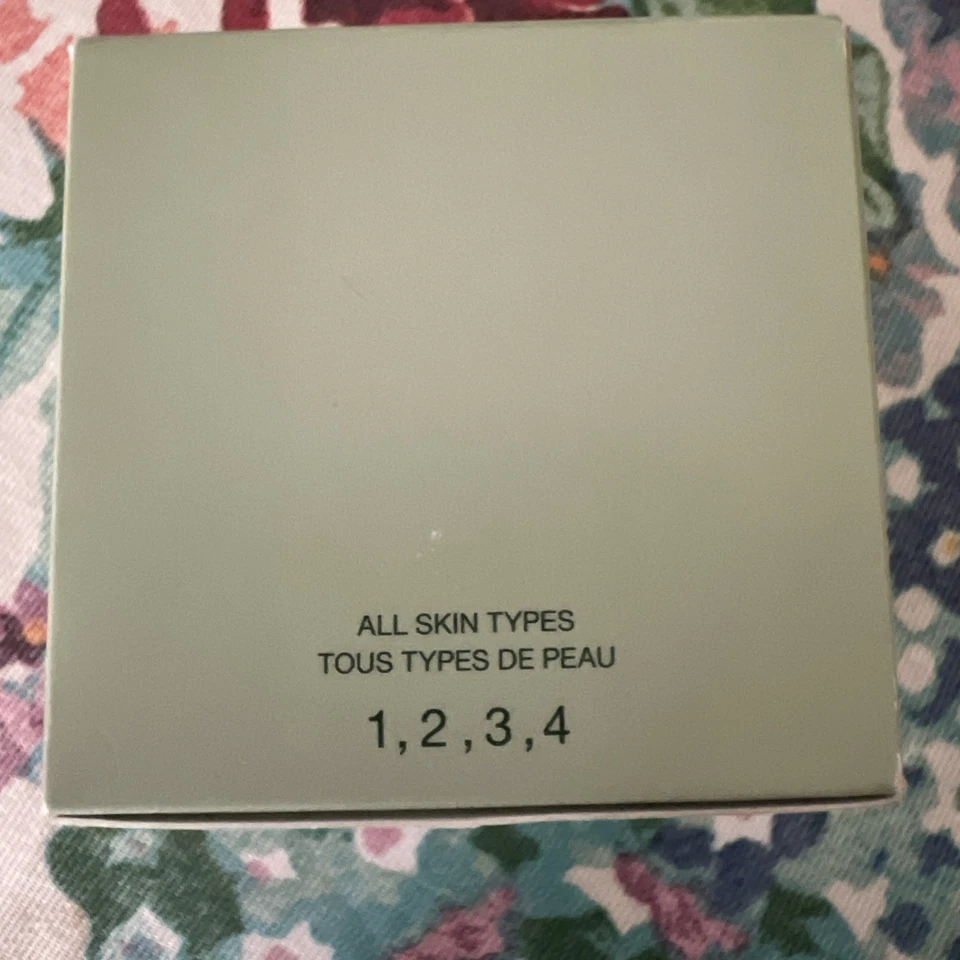 ALL SKIN TYPES
TOUS TYPES DE PEAU
1,2,3,4